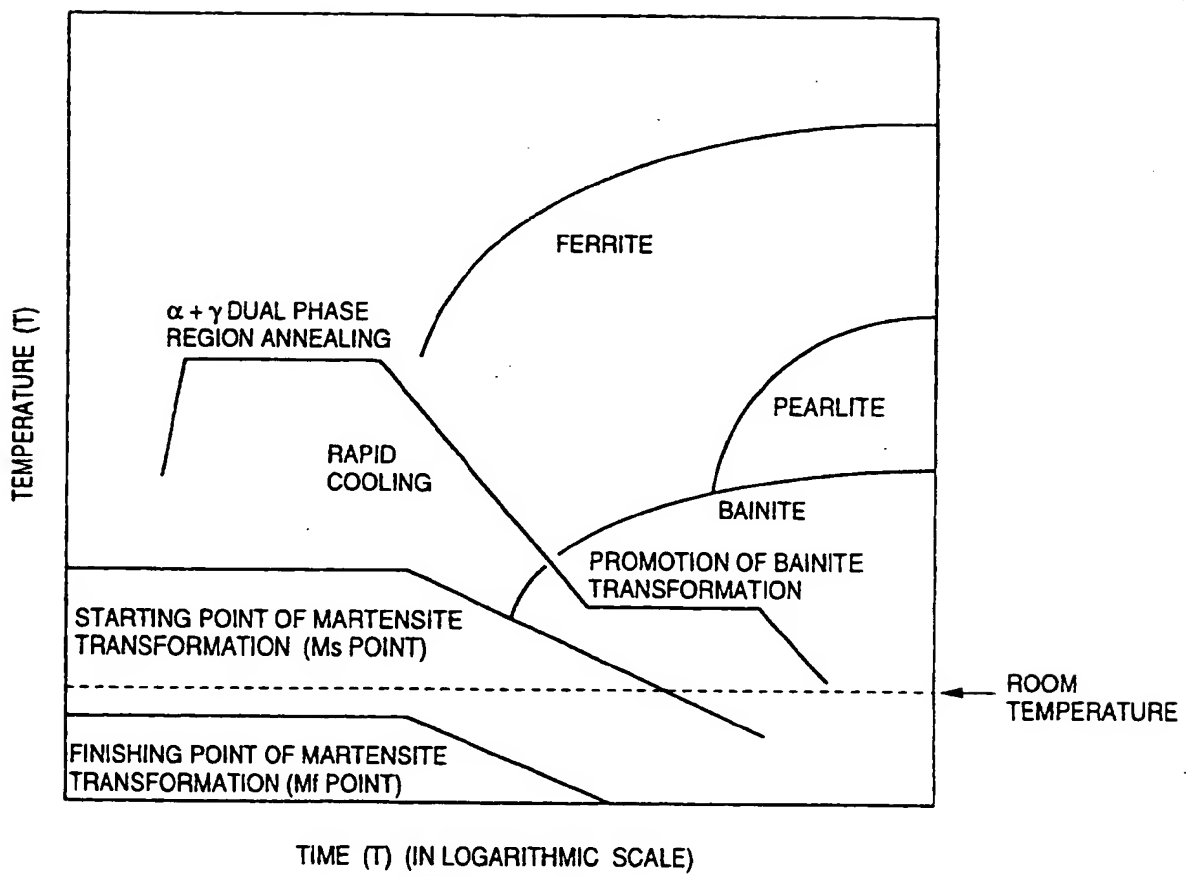 FERRITE
α + γ DUAL PHASE
REGION ANNEALING
TEMPERATURE (T)
PEARLITE
RAPID
COOLING
BAINITE
PROMOTION OF BAINITE
TRANSFORMATION
STARTING POINT OF MARTENSITE
TRANSFORMATION (Ms POINT)
ROOM
TEMPERATURE
FINISHING POINT OF MARTENSITE
TRANSFORMATION (Mf POINT)
TIME (T) (IN LOGARITHMIC SCALE)